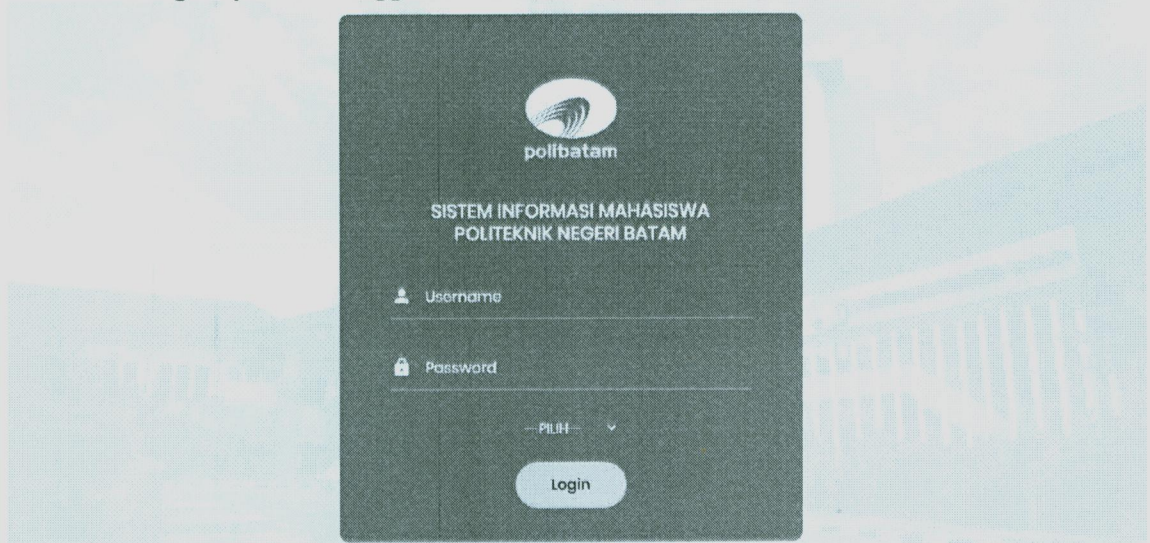 polibatam
SISTEM INFORMASI MAHASISWA
POLITEKNIK NEGERI BATAM
Username
Password
--PILIH--
Login